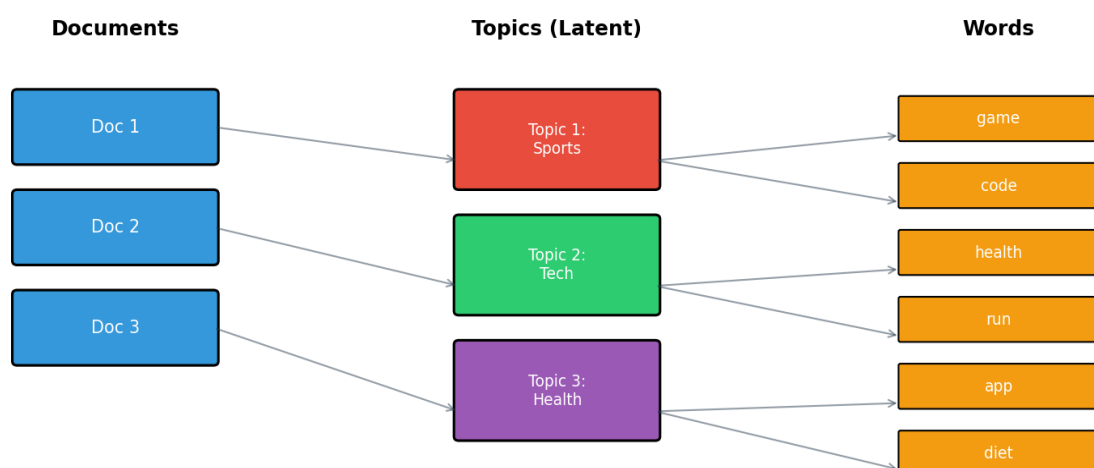 Documents
Topics (Latent)
Words
Doc 1
Doc 2
Doc 3
Topic 1:
Sports
Topic 2:
Tech
Topic 3:
Health
game
code
health
run
app
diet